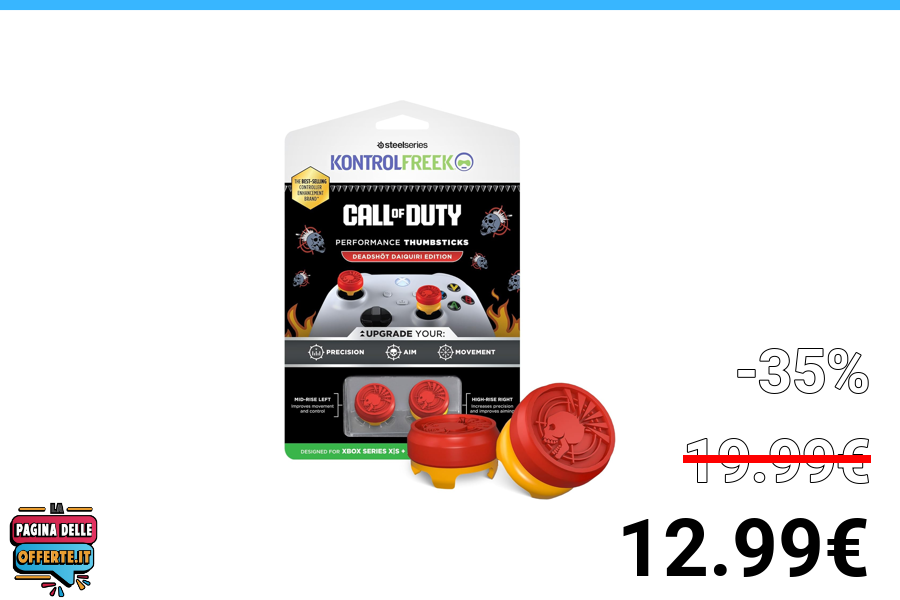 steelseries
KONTROLFREEK
THE BEST-SELLING
CONTROLLER
ENHANCEMENT
BRAND
CALL OF DUTY
PERFORMANCE THUMBSTICKS
DEADSHÔT DAIQUIRI EDITION
UPGRADE YOUR:
PRECISION
AIM
MOVEMENT
MID-RISE LEFT
Improves movement
and control
HIGH-RISE RIGHT
Increases precision
and improves aiming
DESIGNED FOR XBOX SERIES X|S +
-35%
19.99€
12.99€
LA
PAGINA DELLE
OFFERTE.IT